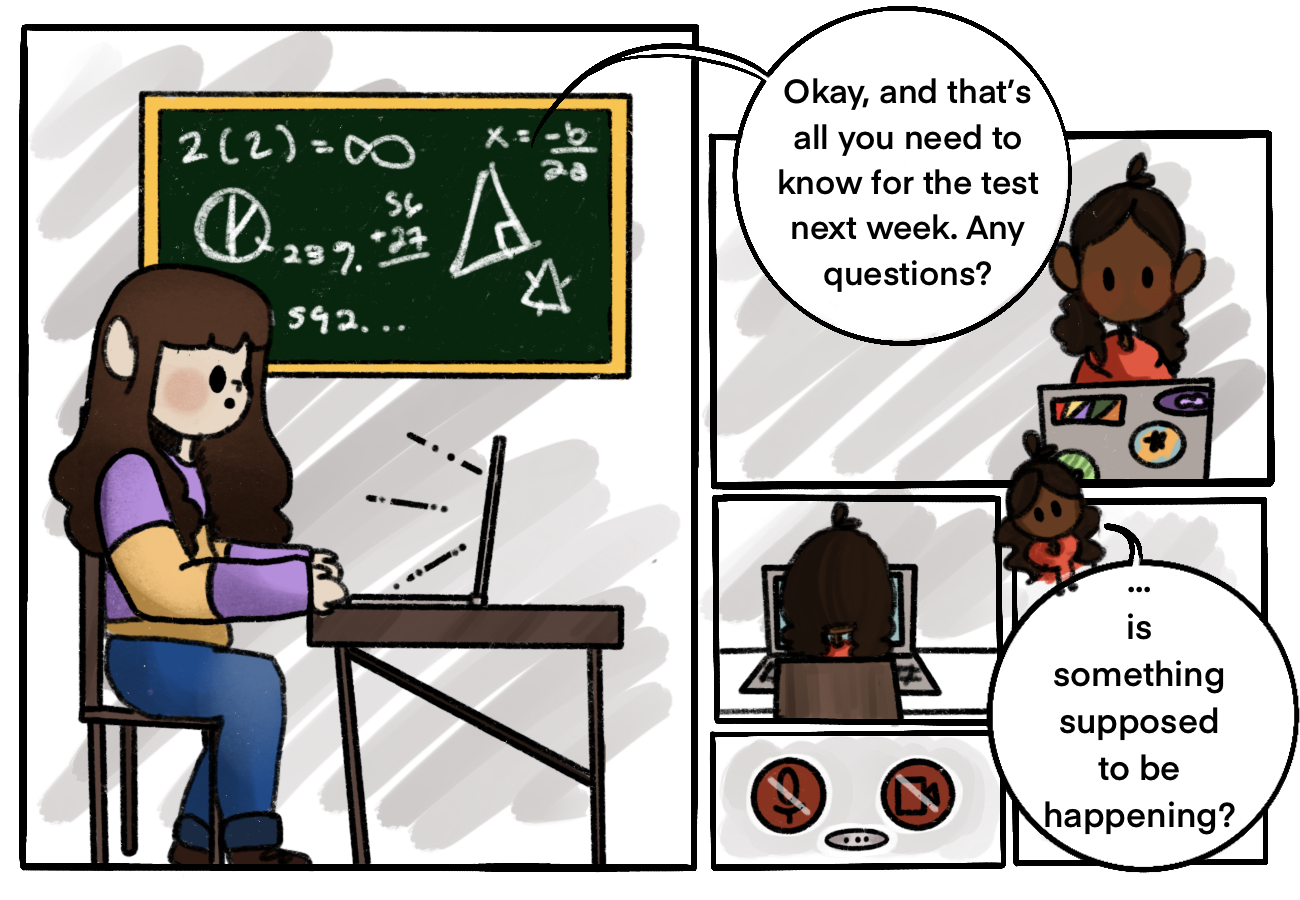 2(2)=∞
x = -b
2a
56
+27
239.
592...
Okay, and that's
all you need to
know for the test
next week. Any
questions?
...
is
something
supposed
to be
happening?